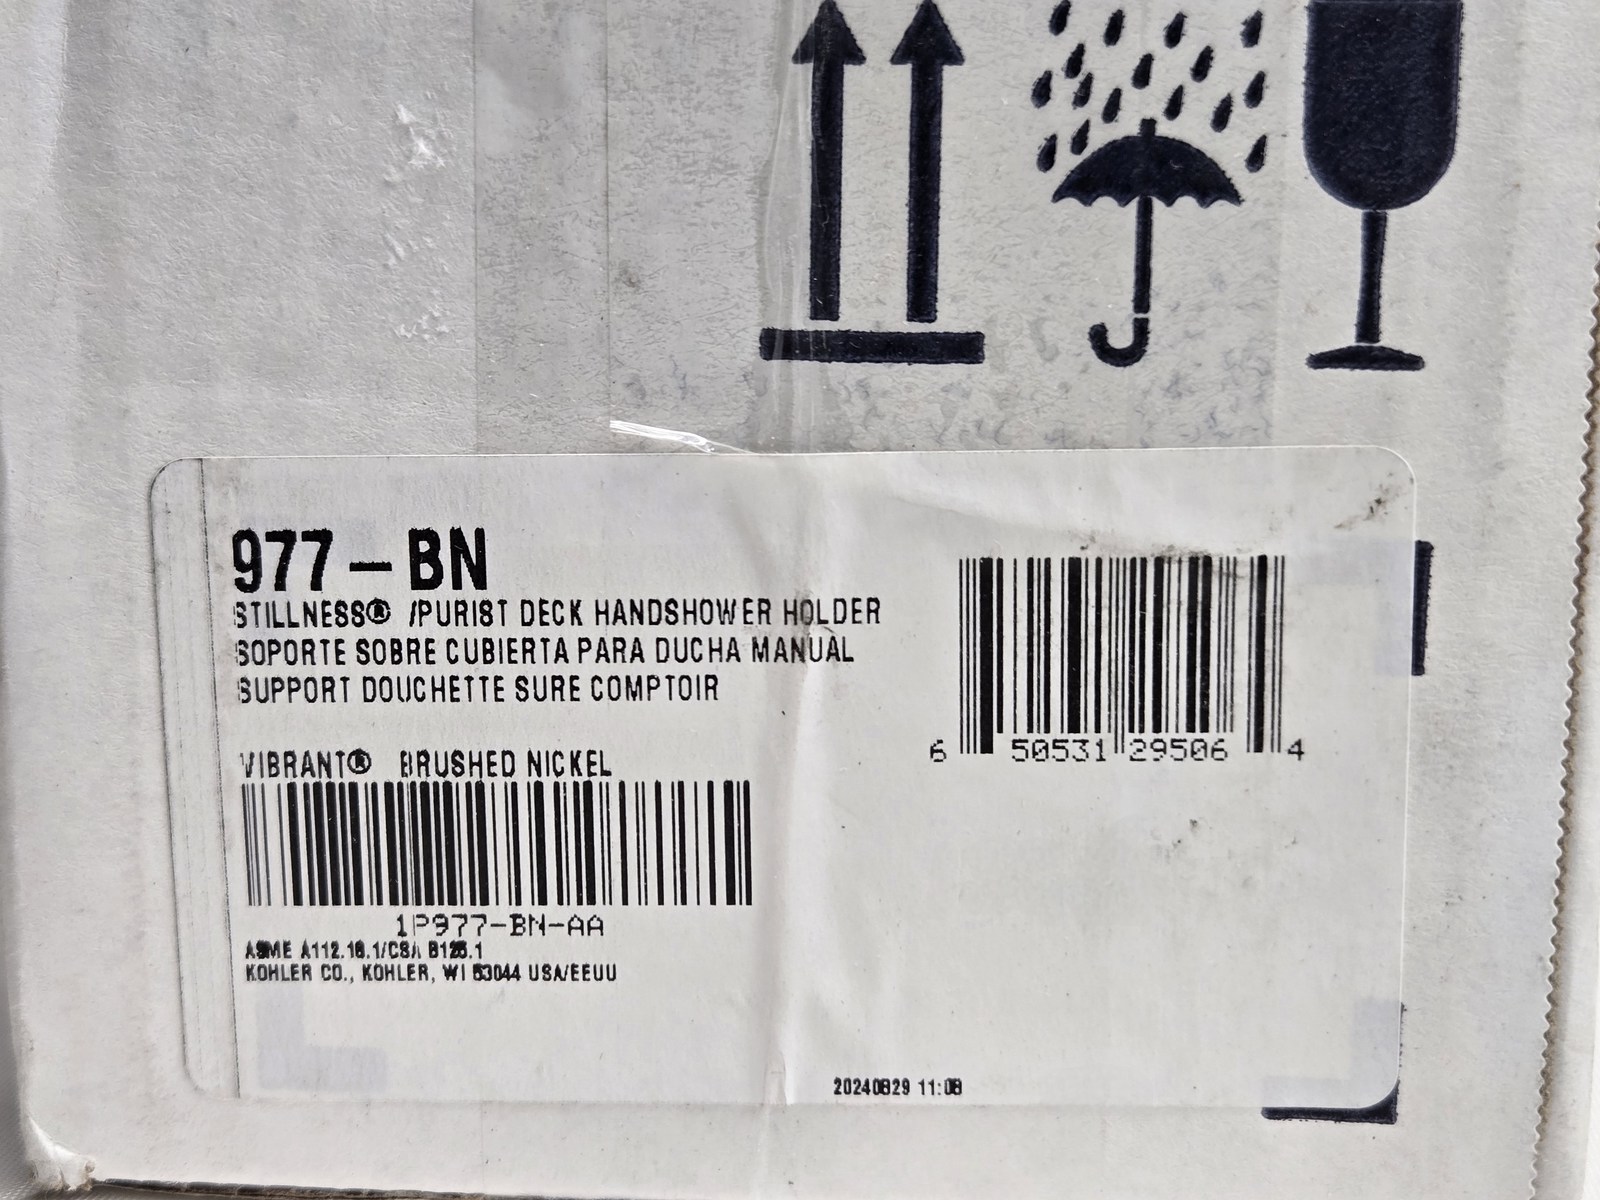 977-BN
STILLNESS® /PURIST DECK HANDSHOWER HOLDER
SOPORTE SOBRE CUBIERTA PARA DUCHA MANUAL
SUPPORT DOUCHETTE SURE COMPTOIR
VIBRANT® BRUSHED NICKEL
6 50531 29506 4
1P977-BN-AA
ASME A112.18.1/CSA B125.1
KOHLER CO., KOHLER, WI 53044 USA/EEUU
20240829 11:08